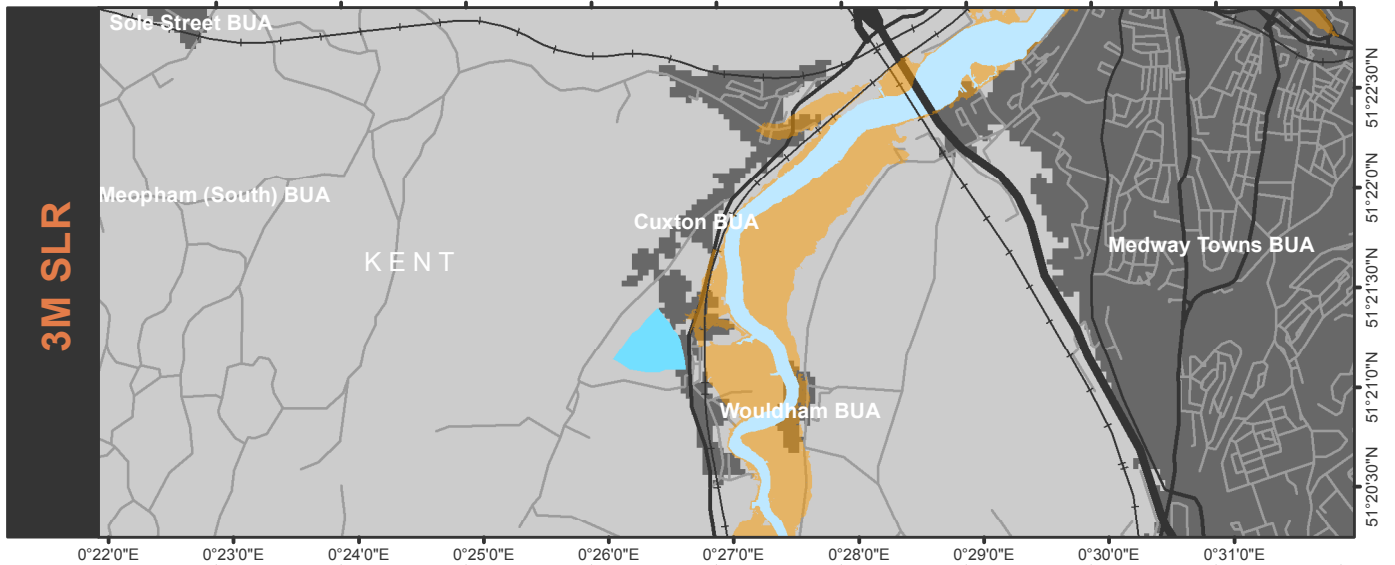 Sole Street BUA
Meopham (South) BUA
Cuxton BUA
Medway Towns BUA
KENT
3M SLR
Wouldham BUA
51°22'30"N
51°22'0"N
51°21'30"N
51°21'0"N
51°20'30"N
0°22'0"E 0°23'0"E 0°24'0"E 0°25'0"E 0°26'0"E 0°27'0"E 0°28'0"E 0°29'0"E 0°30'0"E 0°31'0"E